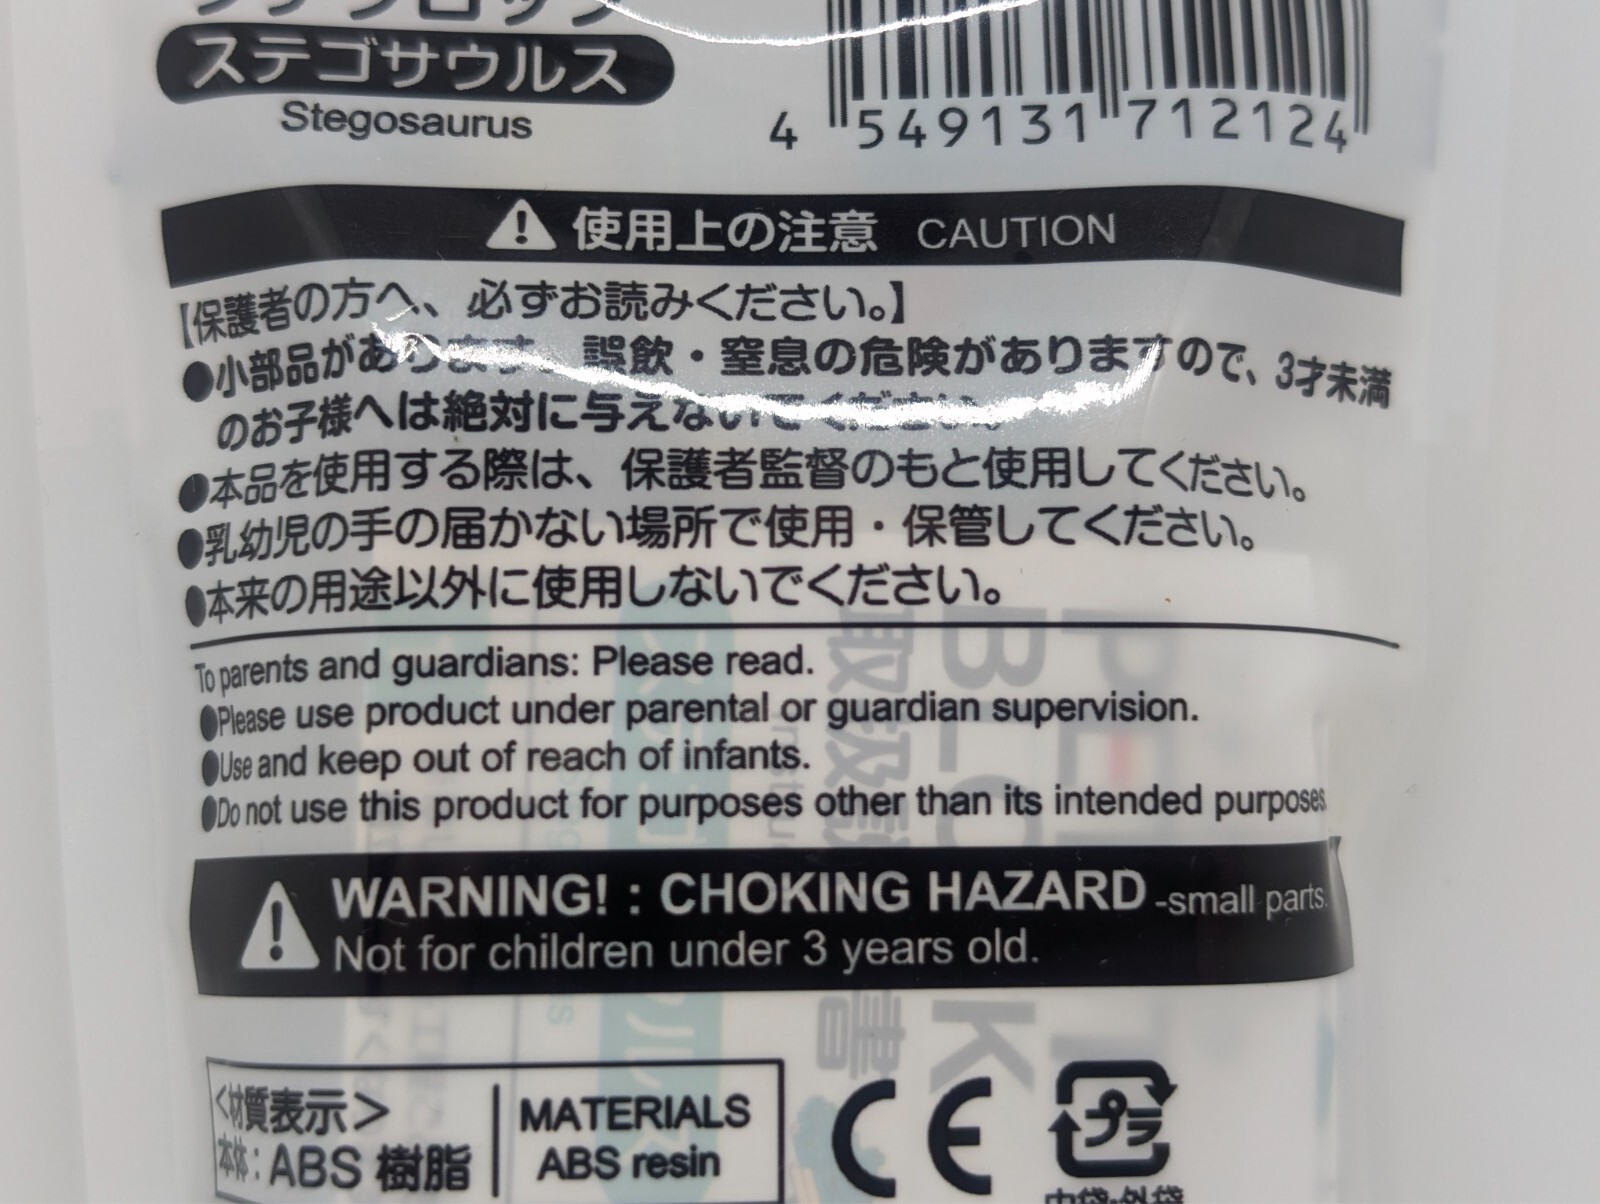 プチブロック
ステゴサウルス
Stegosaurus
4 549131 712124
使用上の注意 CAUTION
【保護者の方へ、必ずお読みください。】
●小部品があります。誤飲・窒息の危険がありますので、3才未満
のお子様へは絶対に与えないでください。
●本品を使用する際は、保護者監督のもと使用してください。
●乳幼児の手の届かない場所で使用・保管してください。
●本来の用途以外に使用しないでください。
To parents and guardians: Please read.
●Please use product under parental or guardian supervision.
●Use and keep out of reach of infants.
●Do not use this product for purposes other than its intended purposes.
WARNING! : CHOKING HAZARD -small parts.
Not for children under 3 years old.
<材質表示>
本体:ABS 樹脂
MATERIALS
ABS resin
CE
プラ
中袋・外袋